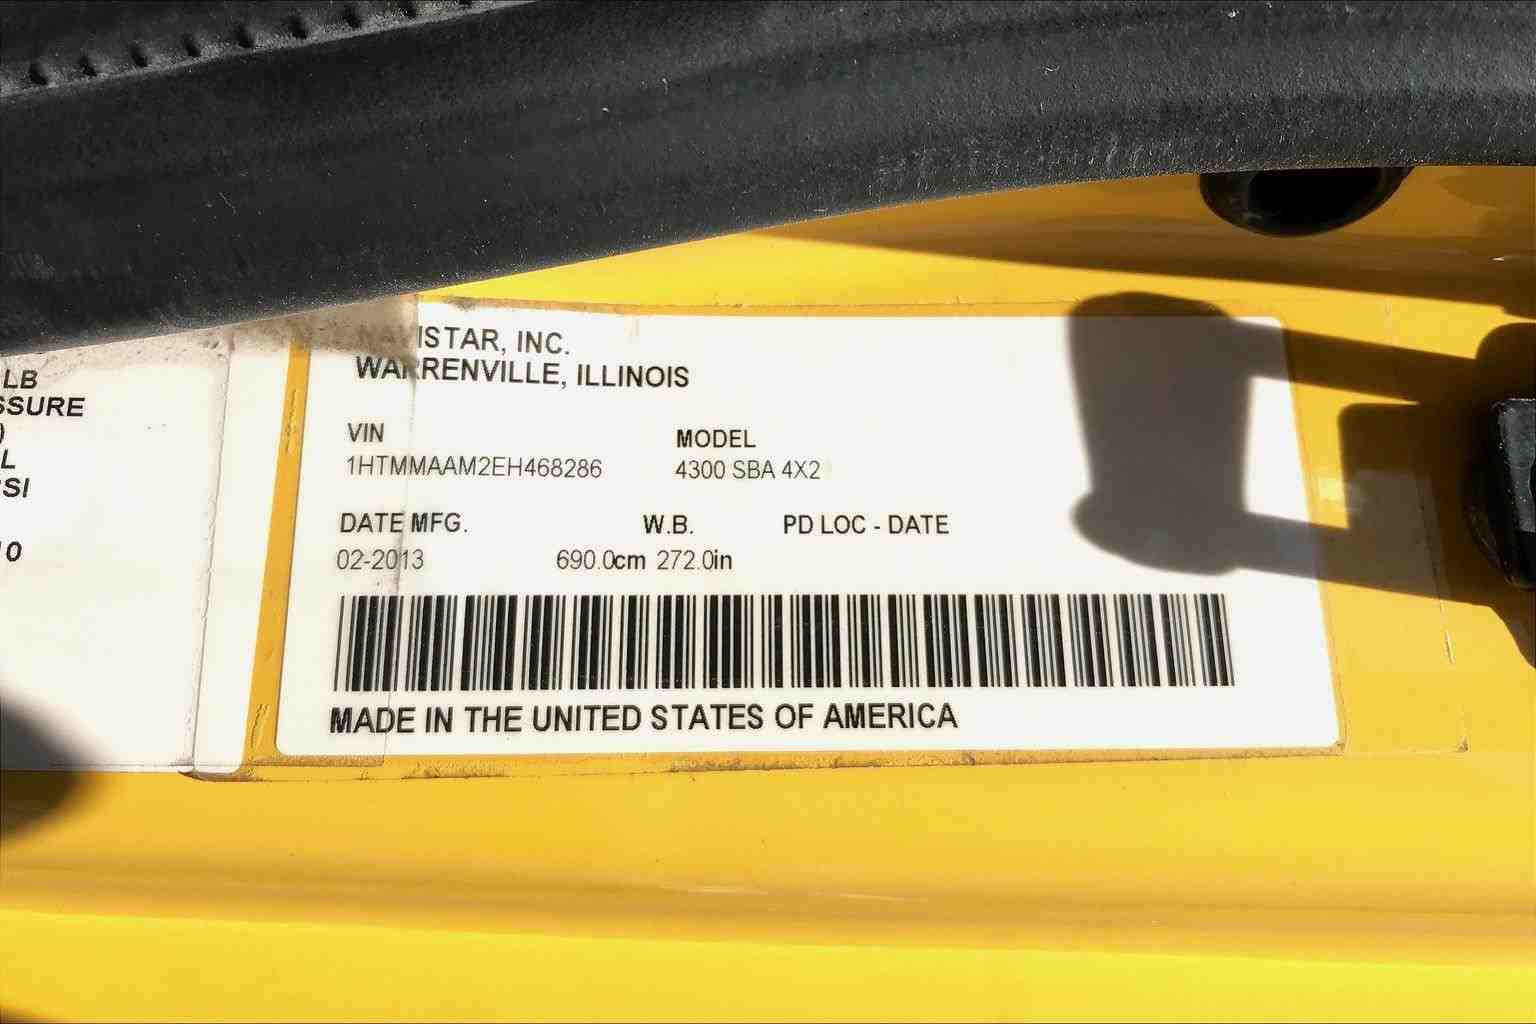 LB
SSURE
)
L
SI
10
NAVISTAR, INC.
WARRENVILLE, ILLINOIS
VIN MODEL
1HTMMAAM2EH468286 4300 SBA 4X2
DATE MFG. W.B. PD LOC - DATE
02-2013 690.0cm 272.0in
MADE IN THE UNITED STATES OF AMERICA